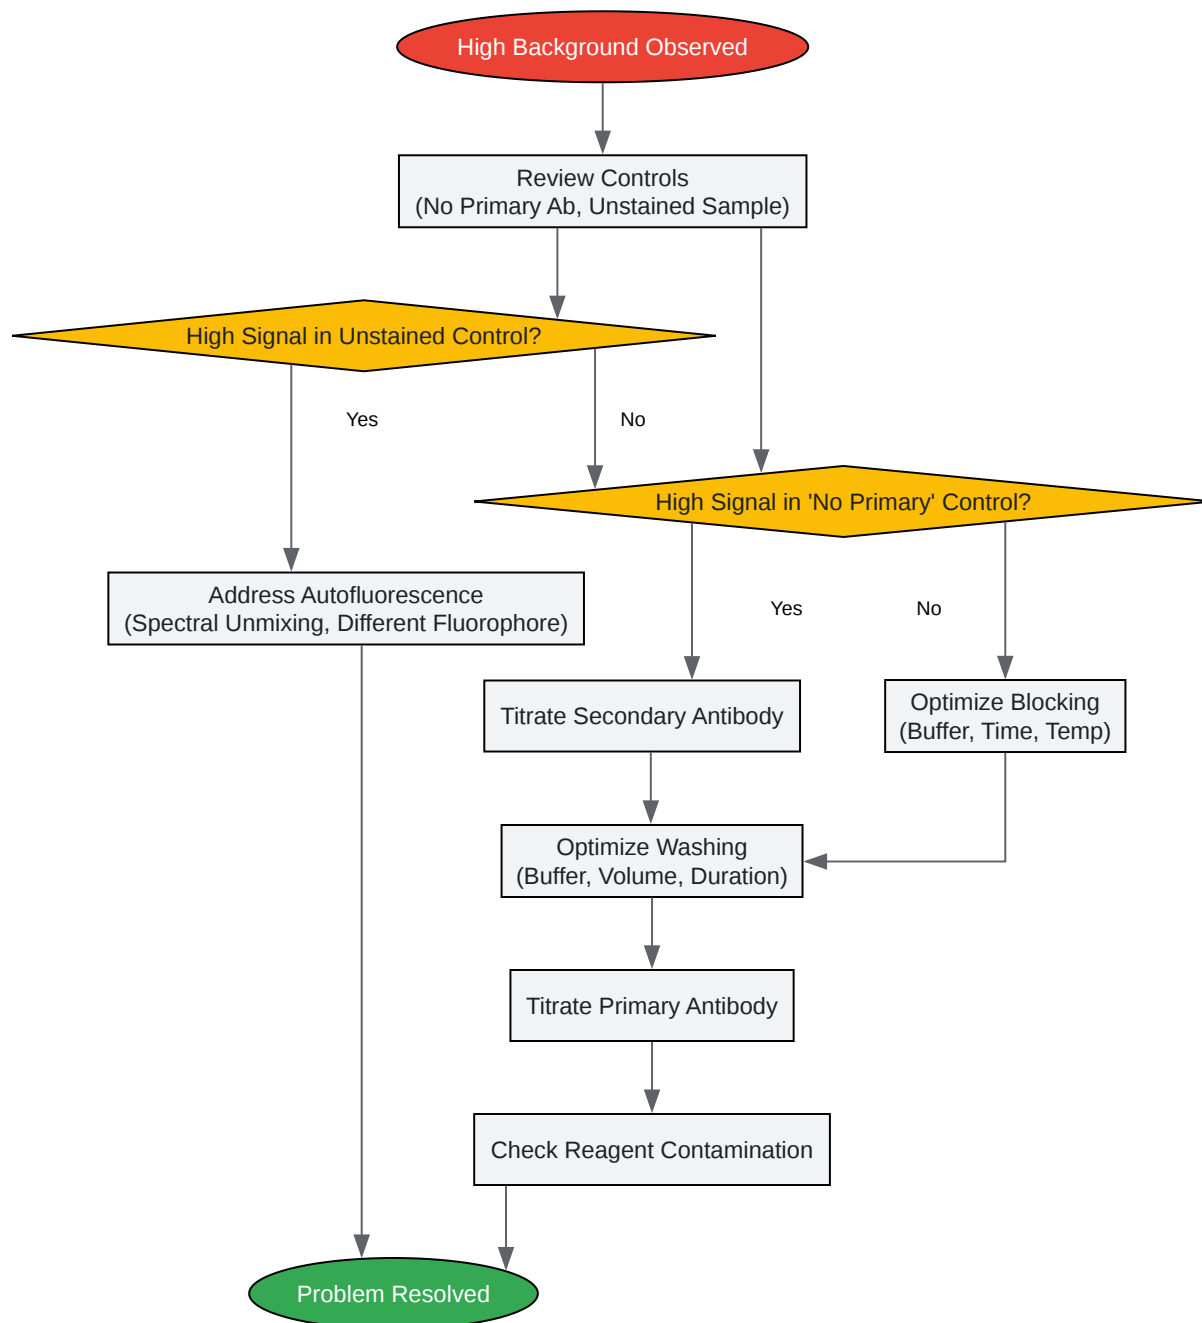 High Background Observed
Review Controls
(No Primary Ab, Unstained Sample)
High Signal in Unstained Control?
Yes
No
High Signal in 'No Primary' Control?
Address Autofluorescence
(Spectral Unmixing, Different Fluorophore)
Yes
No
Titrate Secondary Antibody
Optimize Blocking
(Buffer, Time, Temp)
Optimize Washing
(Buffer, Volume, Duration)
Titrate Primary Antibody
Check Reagent Contamination
Problem Resolved